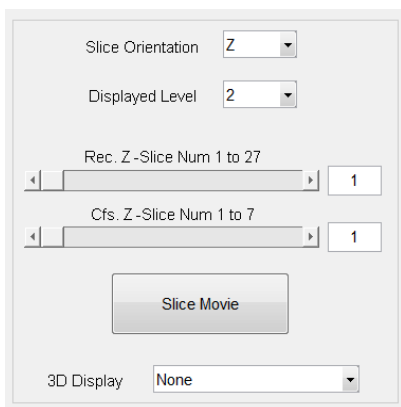 Slice Orientation Z
Displayed Level 2
Rec. Z -Slice Num 1 to 27
1
Cfs. Z -Slice Num 1 to 7
1
Slice Movie
3D Display None